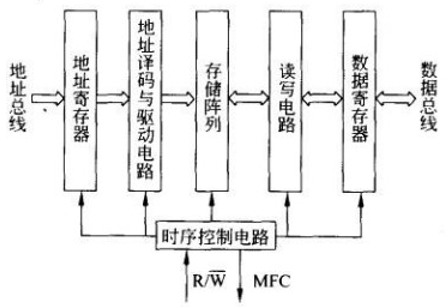 地址总线
地址寄存器
地址译码与驱动电路
存储阵列
读写电路
数据寄存器
数据总线
时序控制电路
R/W̅
MFC